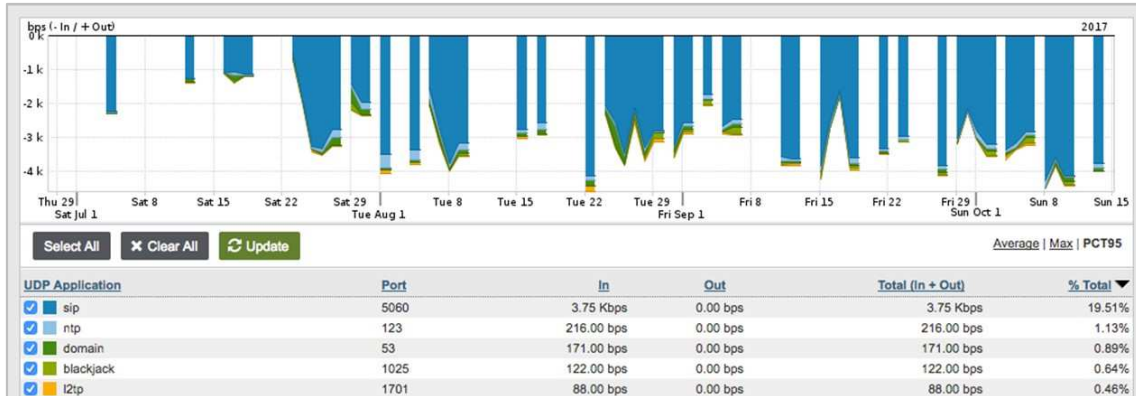 bps (- In / + Out) 2017
0 k
-1 k
-2 k
-3 k
-4 k
Thu 29 Sat 8 Sat 15 Sat 22 Sat 29 Tue 8 Tue 15 Tue 22 Tue 29 Fri 8 Fri 15 Fri 22 Fri 29 Sun 8 Sun 15
Sat Jul 1 Tue Aug 1 Fri Sep 1 Sun Oct 1
Select All Clear All Update Average | Max | PCT95
UDP Application Port In Out Total (In + Out) % Total
sip 5060 3.75 Kbps 0.00 bps 3.75 Kbps 19.51%
ntp 123 216.00 bps 0.00 bps 216.00 bps 1.13%
domain 53 171.00 bps 0.00 bps 171.00 bps 0.89%
blackjack 1025 122.00 bps 0.00 bps 122.00 bps 0.64%
l2tp 1701 88.00 bps 0.00 bps 88.00 bps 0.46%